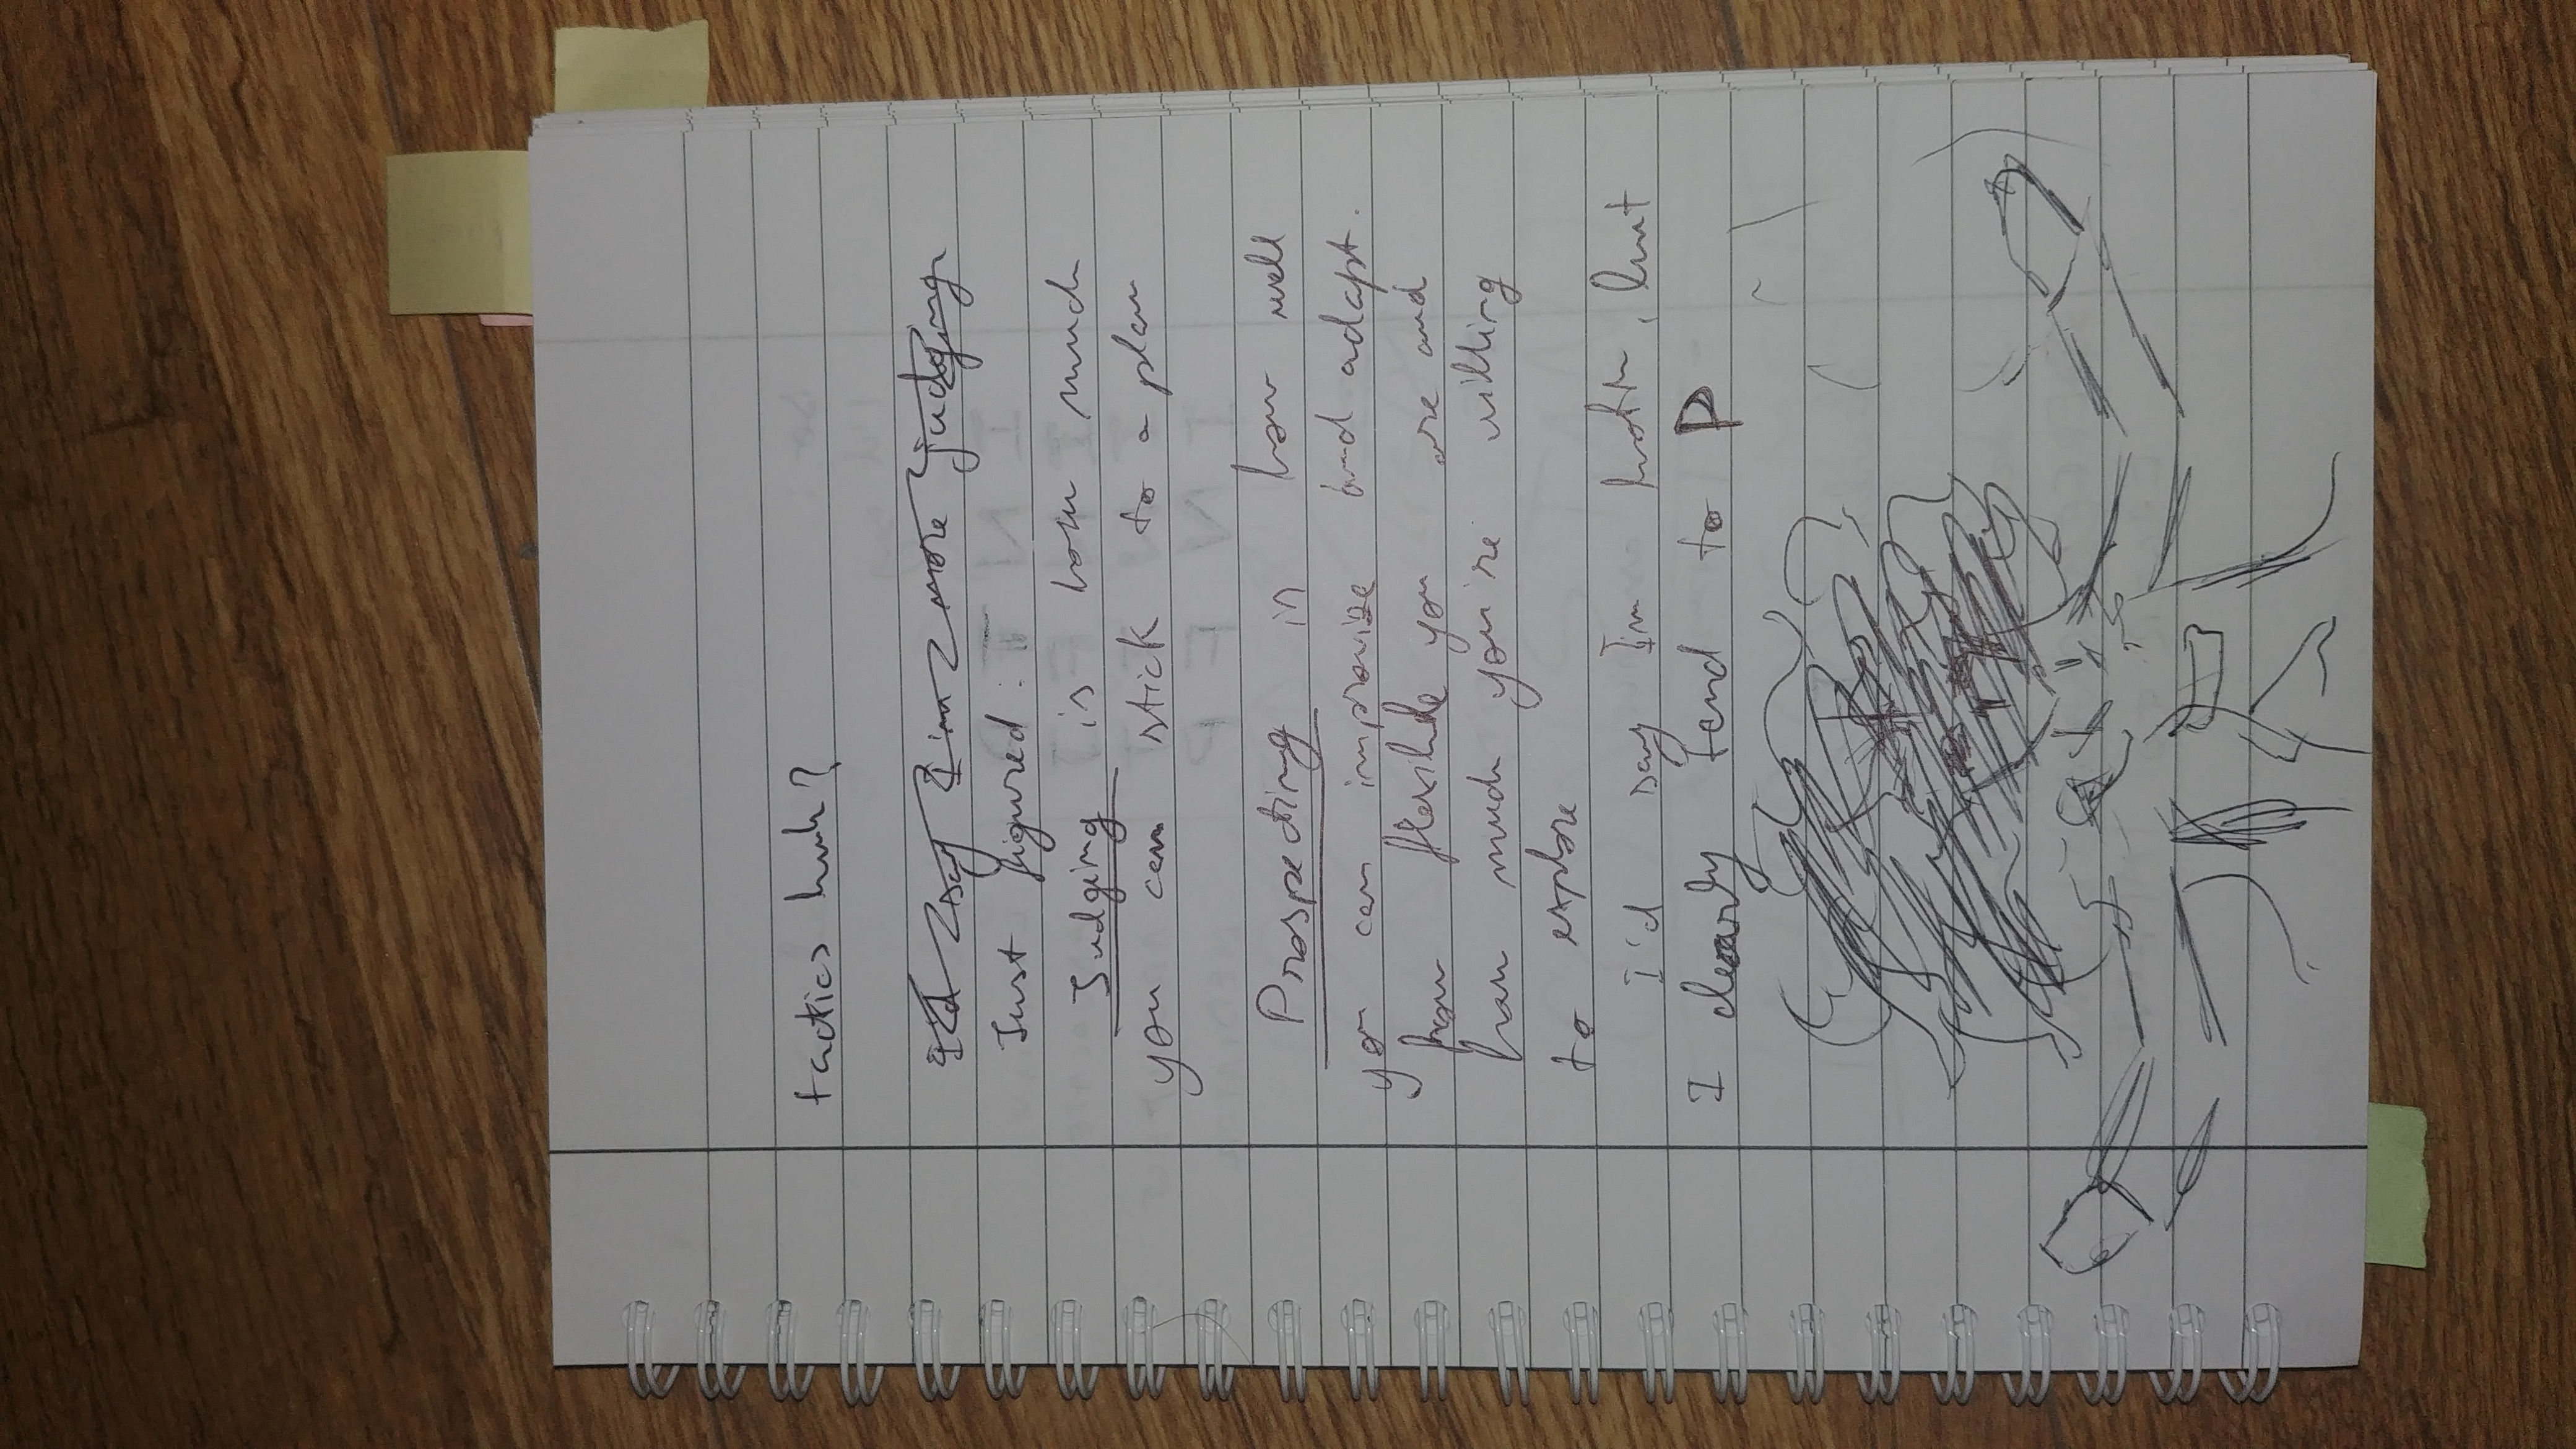 tactics huh?
I'd say I'm more judging
Just figured:
Judging is how much
you can stick to a plan
Prospecting is how well
you can improvize and adapt.
how flexible you are and
how much you're willing
to explore
I'd say I'm both, but
I clearly tend to P